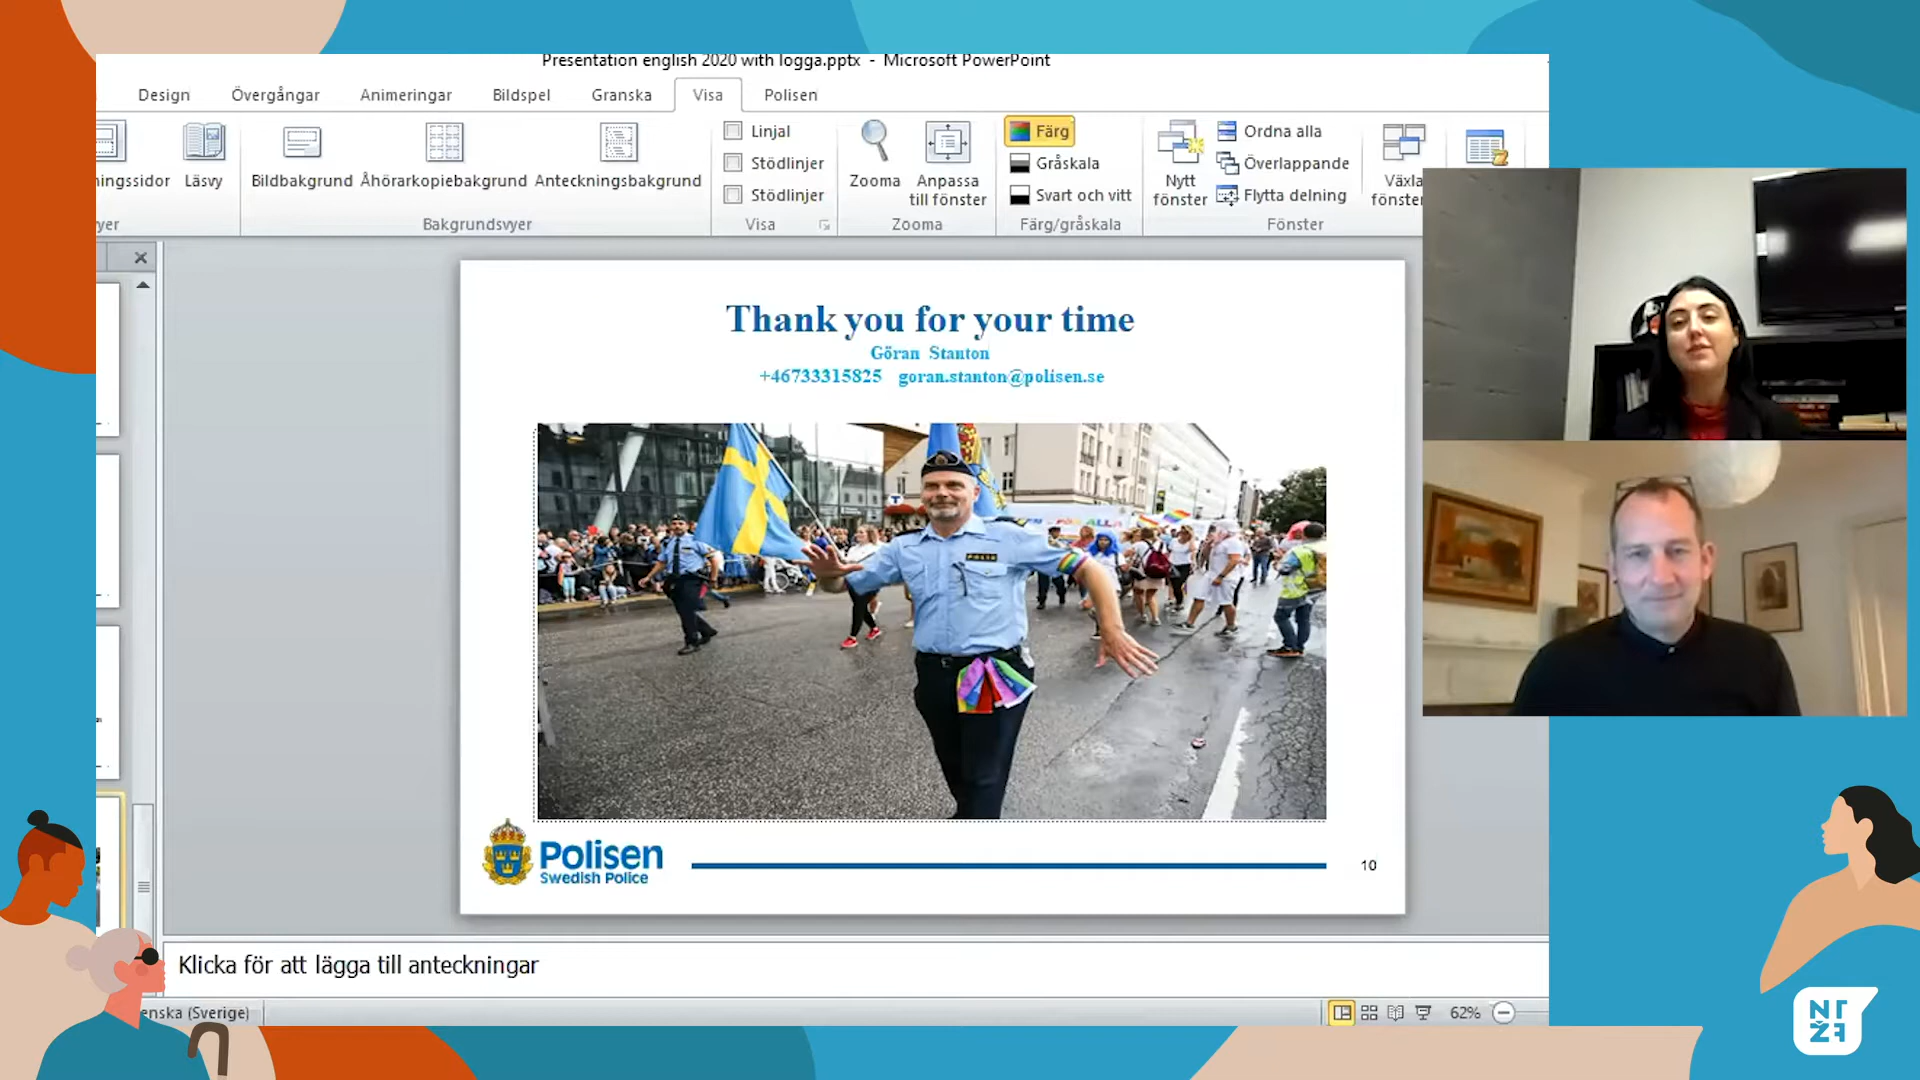 Presentation english 2020 with logga.pptx - Microsoft PowerPoint
Design Övergångar Animeringar Bildspel Granska Visa Polisen
ningssidor Läsvy
Bildbakgrund Åhörarkopiebakgrund Anteckningsbakgrund
Bakgrundsvyer
Linjal
Stödlinjer
Stödlinjer
Visa
Zooma
Anpassa
till fönster
Zooma
Färg
Gråskala
Svart och vitt
Färg/gråskala
Nytt
fönster
Ordna alla
Överlappande
Flytta delning
Växla
fönster
Fönster
yer
Thank you for your time
Göran Stanton
+46733315825 goran.stanton@polisen.se
POLIS
Polisen
Swedish Police
10
Klicka för att lägga till anteckningar
enska (Sverige)
62%